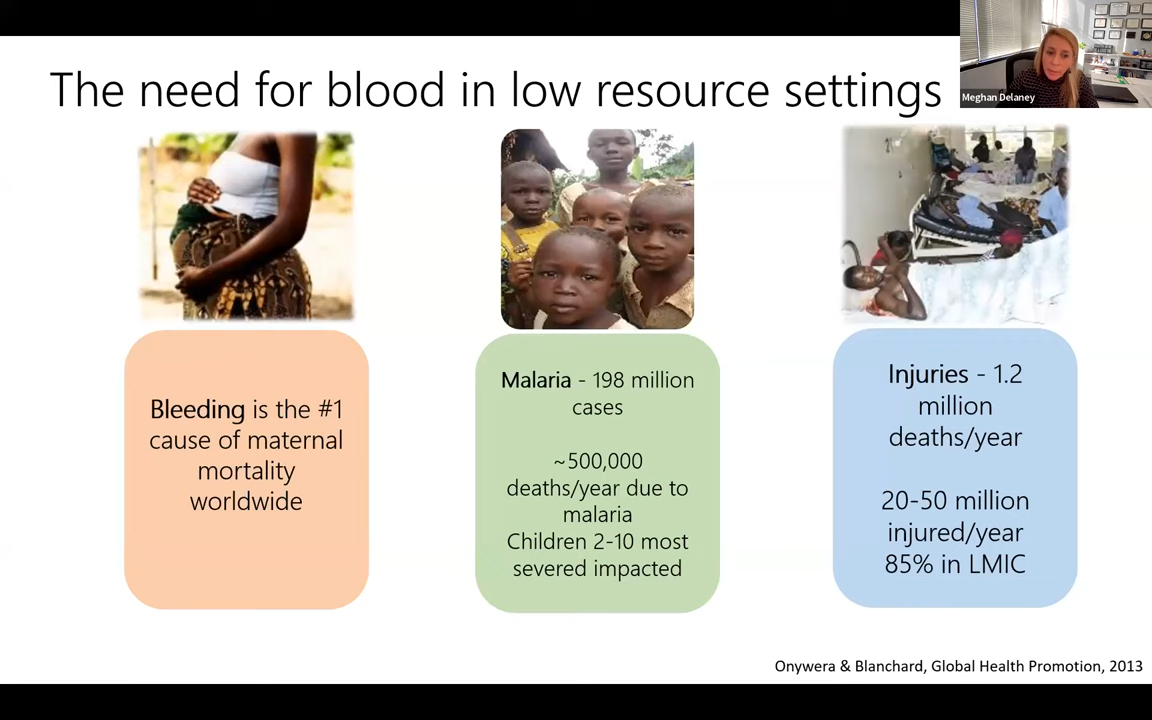 The need for blood in low resource settings
Meghan Delaney
Bleeding is the #1
cause of maternal
mortality
worldwide
Malaria - 198 million
cases
~500,000
deaths/year due to
malaria
Children 2-10 most
severed impacted
Injuries - 1.2
million
deaths/year
20-50 million
injured/year
85% in LMIC
Onywera & Blanchard, Global Health Promotion, 2013